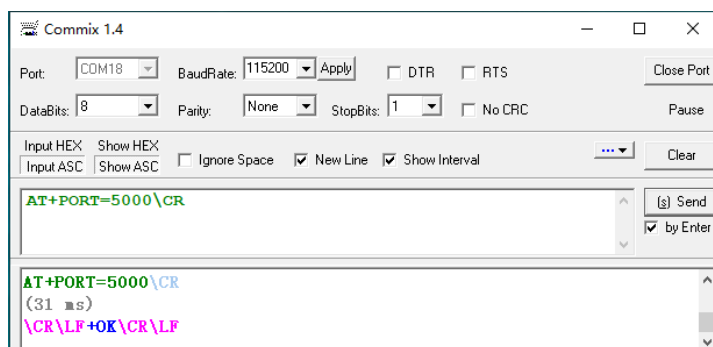 Commix 1.4
Port: COM18 BaudRate: 115200 Apply DTR RTS Close Port
DataBits: 8 Parity: None StopBits: 1 No CRC Pause
Input HEX Show HEX
Input ASC Show ASC Ignore Space New Line Show Interval ... Clear
AT+PORT=5000\CR
(s) Send
by Enter
AT+PORT=5000\CR
(31 ms)
\CR\LF+OK\CR\LF